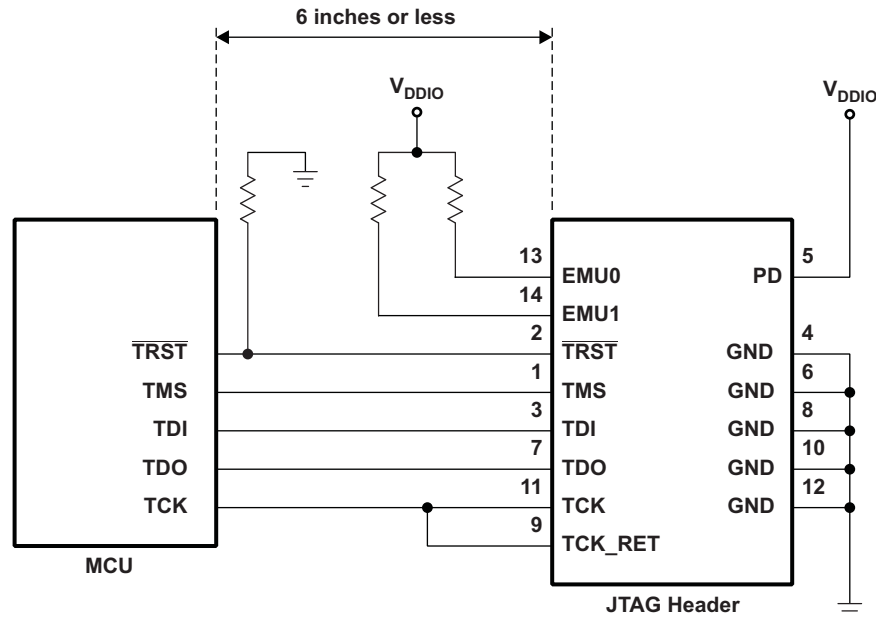 6 inches or less
VDDIO
VDDIO
13
EMU0
PD
5
14
EMU1
TRST
2
TRST
GND
4
TMS
1
TMS
GND
6
TDI
3
TDI
GND
8
TDO
7
TDO
GND
10
TCK
11
TCK
GND
12
9
TCK_RET
MCU
JTAG Header